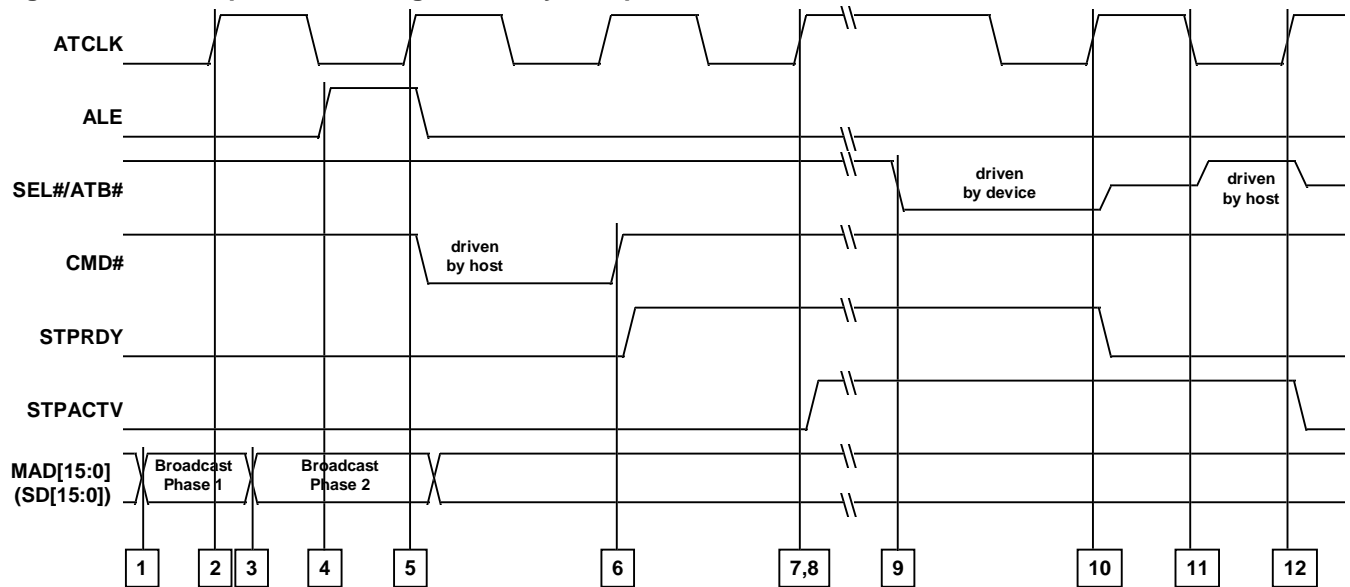 ATCLK
ALE
SEL#/ATB#
driven
by device
driven
by host
CMD#
driven
by host
STPRDY
STPACTV
MAD[15:0]
(SD[15:0])
Broadcast
Phase 1
Broadcast
Phase 2
1
2
3
4
5
6
7,8
9
10
11
12